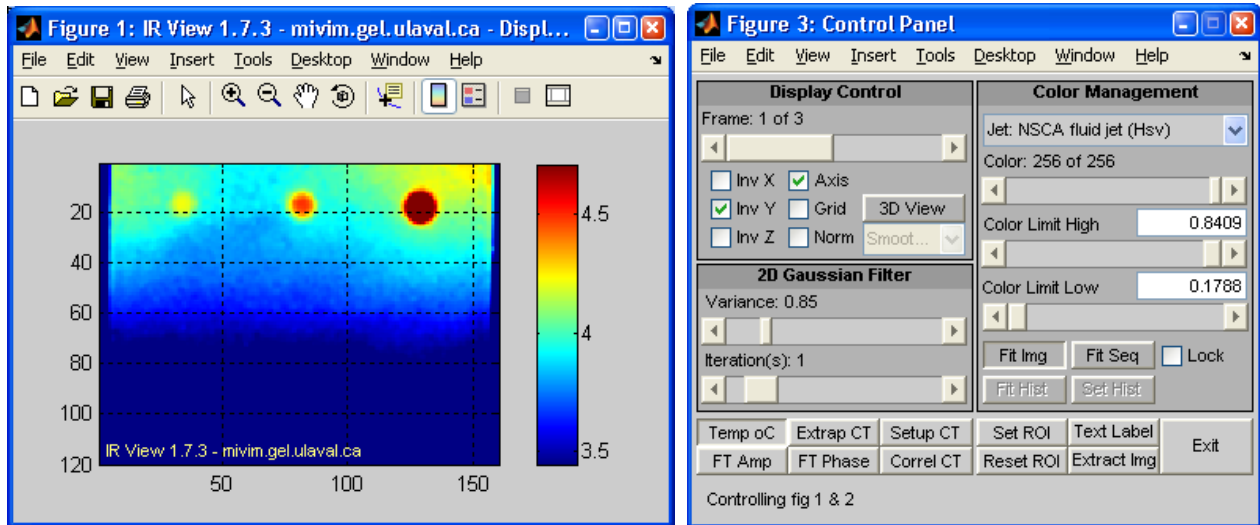 Figure 1: IR View 1.7.3 - mivim.gel.ulaval.ca - Displ...
File Edit View Insert Tools Desktop Window Help
20
40
60
80
100
120
50
100
150
IR View 1.7.3 - mivim.gel.ulaval.ca
4.5
4
3.5
Figure 3: Control Panel
File Edit View Insert Tools Desktop Window Help
Display Control
Frame: 1 of 3
Inv X Axis
Inv Y Grid 3D View
Inv Z Norm Smoot...
2D Gaussian Filter
Variance: 0.85
Iteration(s): 1
Color Management
Jet: NSCA fluid jet (Hsv)
Color: 256 of 256
Color Limit High 0.8409
Color Limit Low 0.1788
Fit Img Fit Seq Lock
Fit Hist Set Hist
Temp oC Extrap CT Setup CT Set ROI Text Label Exit
FT Amp FT Phase Correl CT Reset ROI Extract Img
Controlling fig 1 & 2